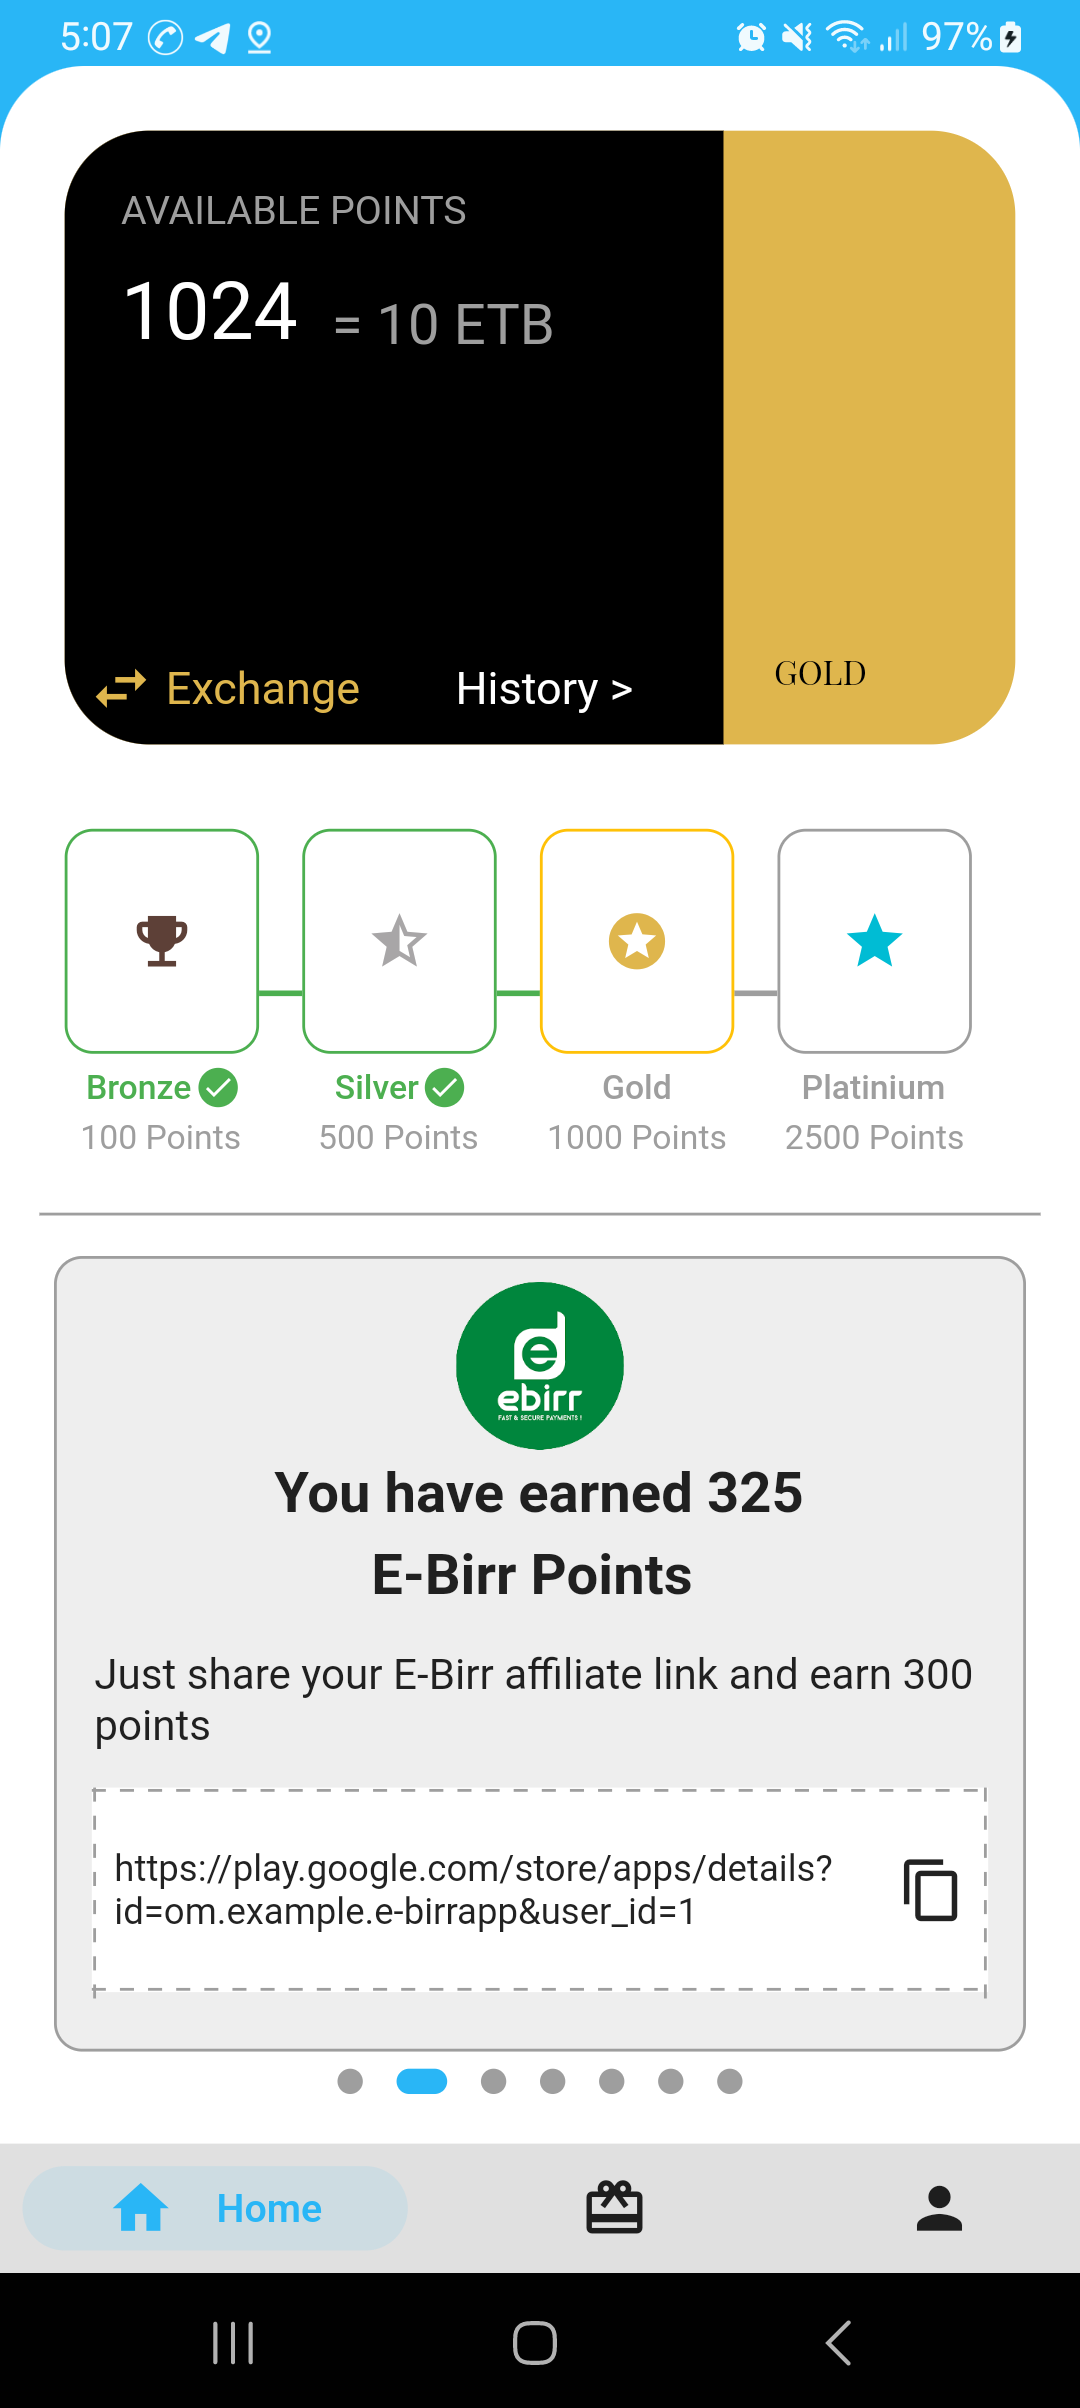 5:07
97%
AVAILABLE POINTS
1024 = 10 ETB
Exchange History >
GOLD
Bronze Silver Gold Platinium
100 Points 500 Points 1000 Points 2500 Points
ebirr
FAST & SECURE PAYMENTS !
You have earned 325
E-Birr Points
Just share your E-Birr affiliate link and earn 300
points
https://play.google.com/store/apps/details?
id=om.example.e-birrapp&user_id=1
Home